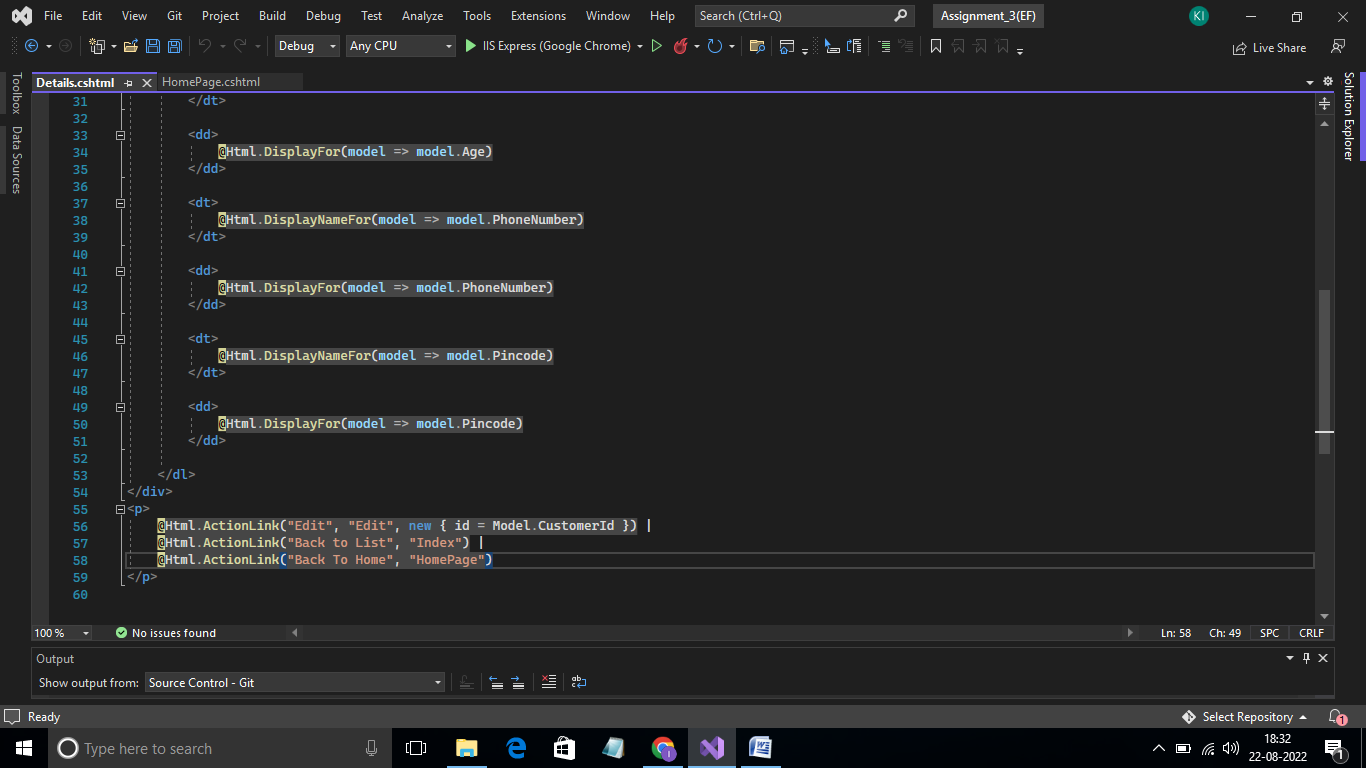 File Edit View Git Project Build Debug Test Analyze Tools Extensions Window Help Search (Ctrl+Q) Assignment_3(EF) KI
Debug Any CPU IIS Express (Google Chrome) Live Share
Toolbox
Data Sources
Solution Explorer
Details.cshtml HomePage.cshtml
31 </dt>
32
33 <dd>
34 @Html.DisplayFor(model => model.Age)
35 </dd>
36
37 <dt>
38 @Html.DisplayNameFor(model => model.PhoneNumber)
39 </dt>
40
41 <dd>
42 @Html.DisplayFor(model => model.PhoneNumber)
43 </dd>
44
45 <dt>
46 @Html.DisplayNameFor(model => model.Pincode)
47 </dt>
48
49 <dd>
50 @Html.DisplayFor(model => model.Pincode)
51 </dd>
52
53 </dl>
54 </div>
55 <p>
56 @Html.ActionLink("Edit", "Edit", new { id = Model.CustomerId }) |
57 @Html.ActionLink("Back to List", "Index") |
58 @Html.ActionLink("Back To Home", "HomePage")
59 </p>
60
100 % No issues found Ln: 58 Ch: 49 SPC CRLF
Output
Show output from: Source Control - Git
Ready Select Repository 1
Type here to search
18:32
22-08-2022
1